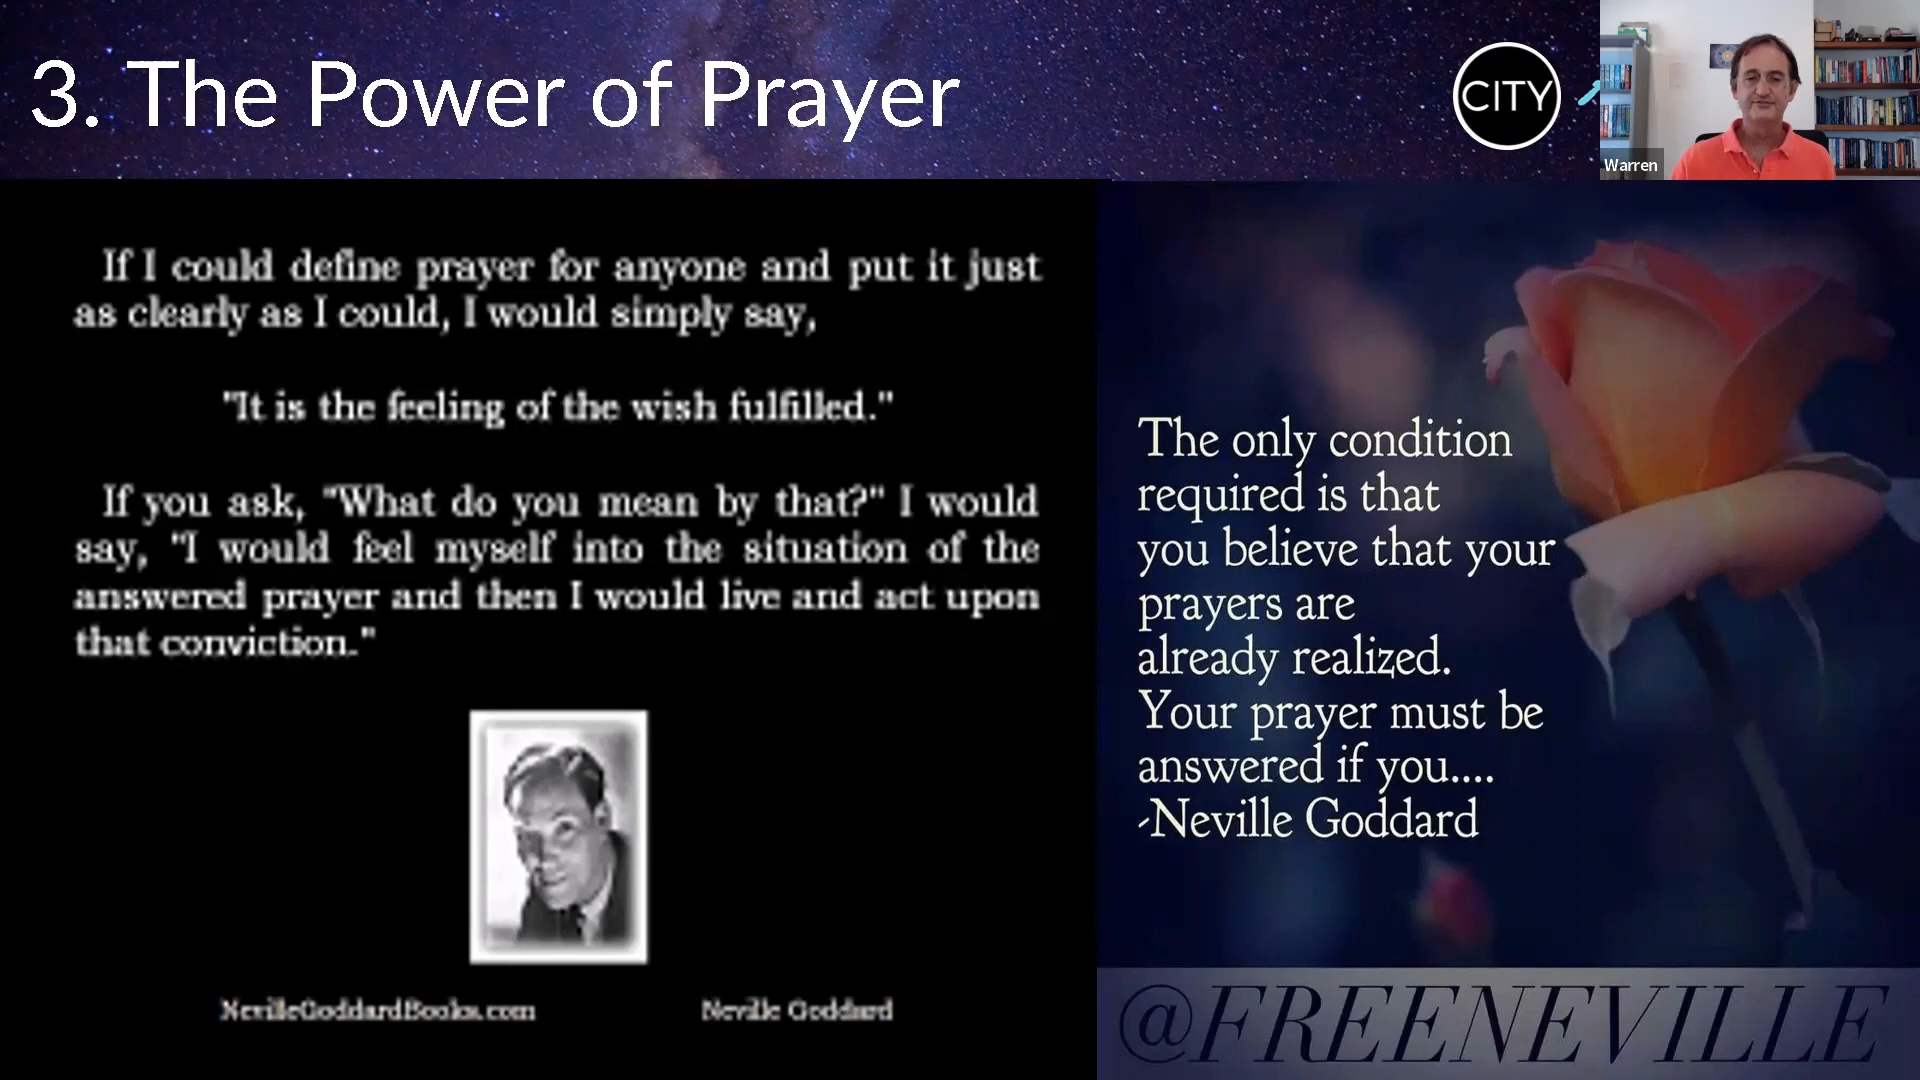 3. The Power of Prayer
CITY
Warren
If I could define prayer for anyone and put it just
as clearly as I could, I would simply say,
"It is the feeling of the wish fulfilled."
If you ask, "What do you mean by that?" I would
say, "I would feel myself into the situation of the
answered prayer and then I would live and act upon
that conviction."
NevilleGoddardBooks.com
Neville Goddard
The only condition
required is that
you believe that your
prayers are
already realized.
Your prayer must be
answered if you....
-Neville Goddard
@FREENEVILLE